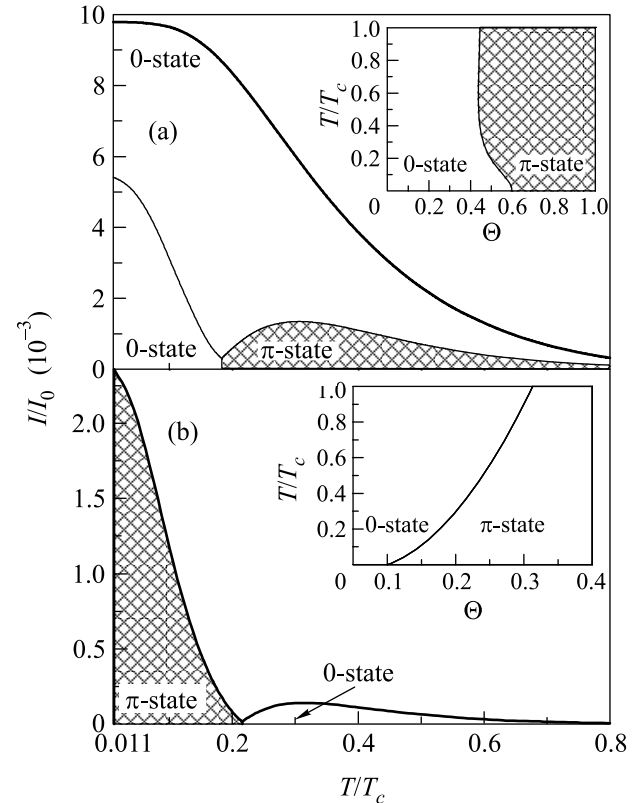 10
8
6
4
2
0
0-state
(a)
0-state
π-state
1.0
0.8
0.6
0.4
0.2
T/T_c
0-state
π-state
0 0.2 0.4 0.6 0.8 1.0
Θ
I/I_0 (10^{-3})
2.0
1.5
1.0
0.5
0
(b)
π-state
0-state
1.0
0.8
0.6
0.4
0.2
T/T_c
0-state
π-state
0 0.1 0.2 0.3 0.4
Θ
0.011 0.2 0.4 0.6 0.8
T/T_c